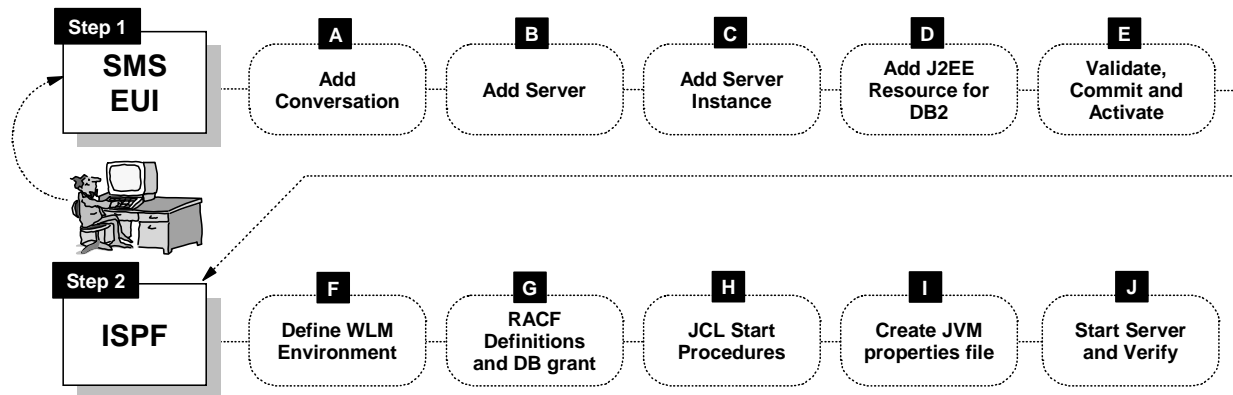 Step 1
SMS
EUI
A
Add
Conversation
B
Add Server
C
Add Server
Instance
D
Add J2EE
Resource for
DB2
E
Validate,
Commit and
Activate
Step 2
ISPF
F
Define WLM
Environment
G
RACF
Definitions
and DB grant
H
JCL Start
Procedures
I
Create JVM
properties file
J
Start Server
and Verify